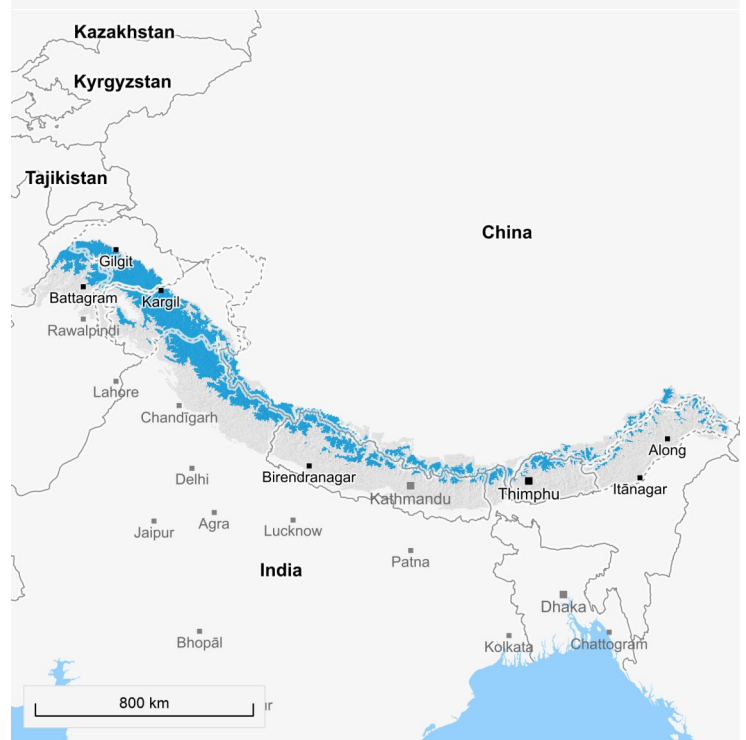 Kazakhstan
Kyrgyzstan
Tajikistan
China
Gilgit
Battagram
Kargil
Rawalpindi
Lahore
Chandīgarh
Along
Delhi
Birendranagar
Kathmandu
Thimphu
Itānagar
Jaipur
Agra
Lucknow
Patna
India
Dhaka
Bhopāl
Kolkata
Chattogram
800 km
ur